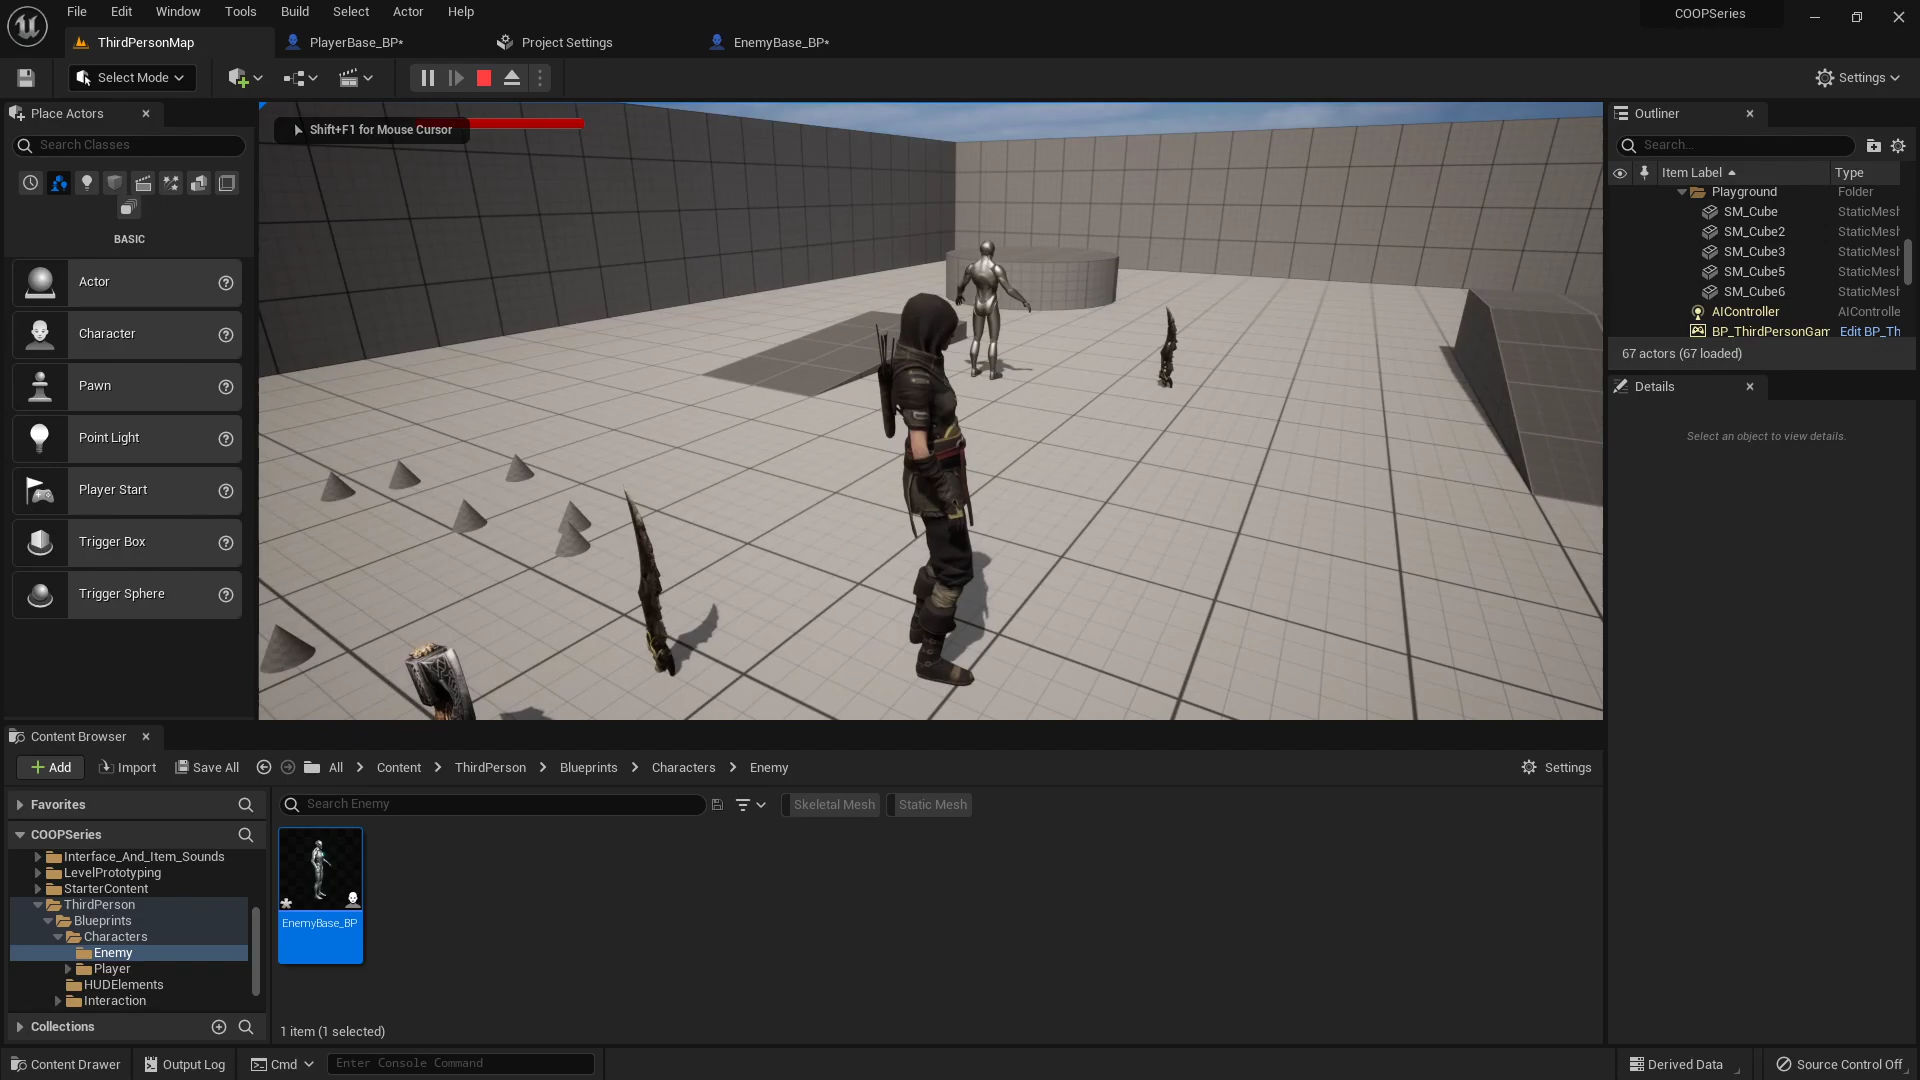 File Edit Window Tools Build Select Actor Help
COOPSeries
ThirdPersonMap
PlayerBase_BP*
Project Settings
EnemyBase_BP*
Select Mode
Settings
Place Actors
Search Classes
BASIC
Actor
Character
Pawn
Point Light
Player Start
Trigger Box
Trigger Sphere
Shift+F1 for Mouse Cursor
Outliner
Search...
Item Label
Type
Playground Folder
SM_Cube StaticMesh
SM_Cube2 StaticMesh
SM_Cube3 StaticMesh
SM_Cube5 StaticMesh
SM_Cube6 StaticMesh
AIController AIControlle
BP_ThirdPersonGam Edit BP_Th
67 actors (67 loaded)
Details
Select an object to view details.
Content Browser
Add
Import
Save All
All
Content
ThirdPerson
Blueprints
Characters
Enemy
Settings
Favorites
COOPSeries
Interface_And_Item_Sounds
LevelPrototyping
StarterContent
ThirdPerson
Blueprints
Characters
Enemy
Player
HUDElements
Interaction
Collections
Search Enemy
Skeletal Mesh
Static Mesh
EnemyBase_BP
1 item (1 selected)
Content Drawer
Output Log
Cmd
Enter Console Command
Derived Data
Source Control Off